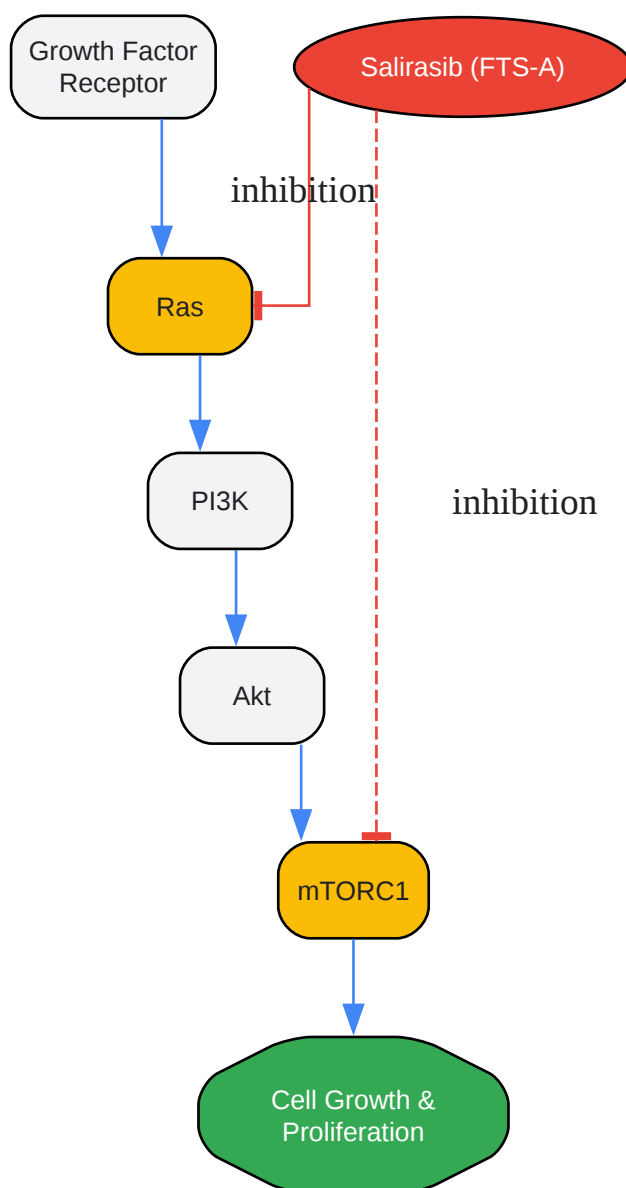 Growth Factor
Receptor
Salirasib (FTS-A)
inhibition
Ras
PI3K
inhibition
Akt
mTORC1
Cell Growth &
Proliferation